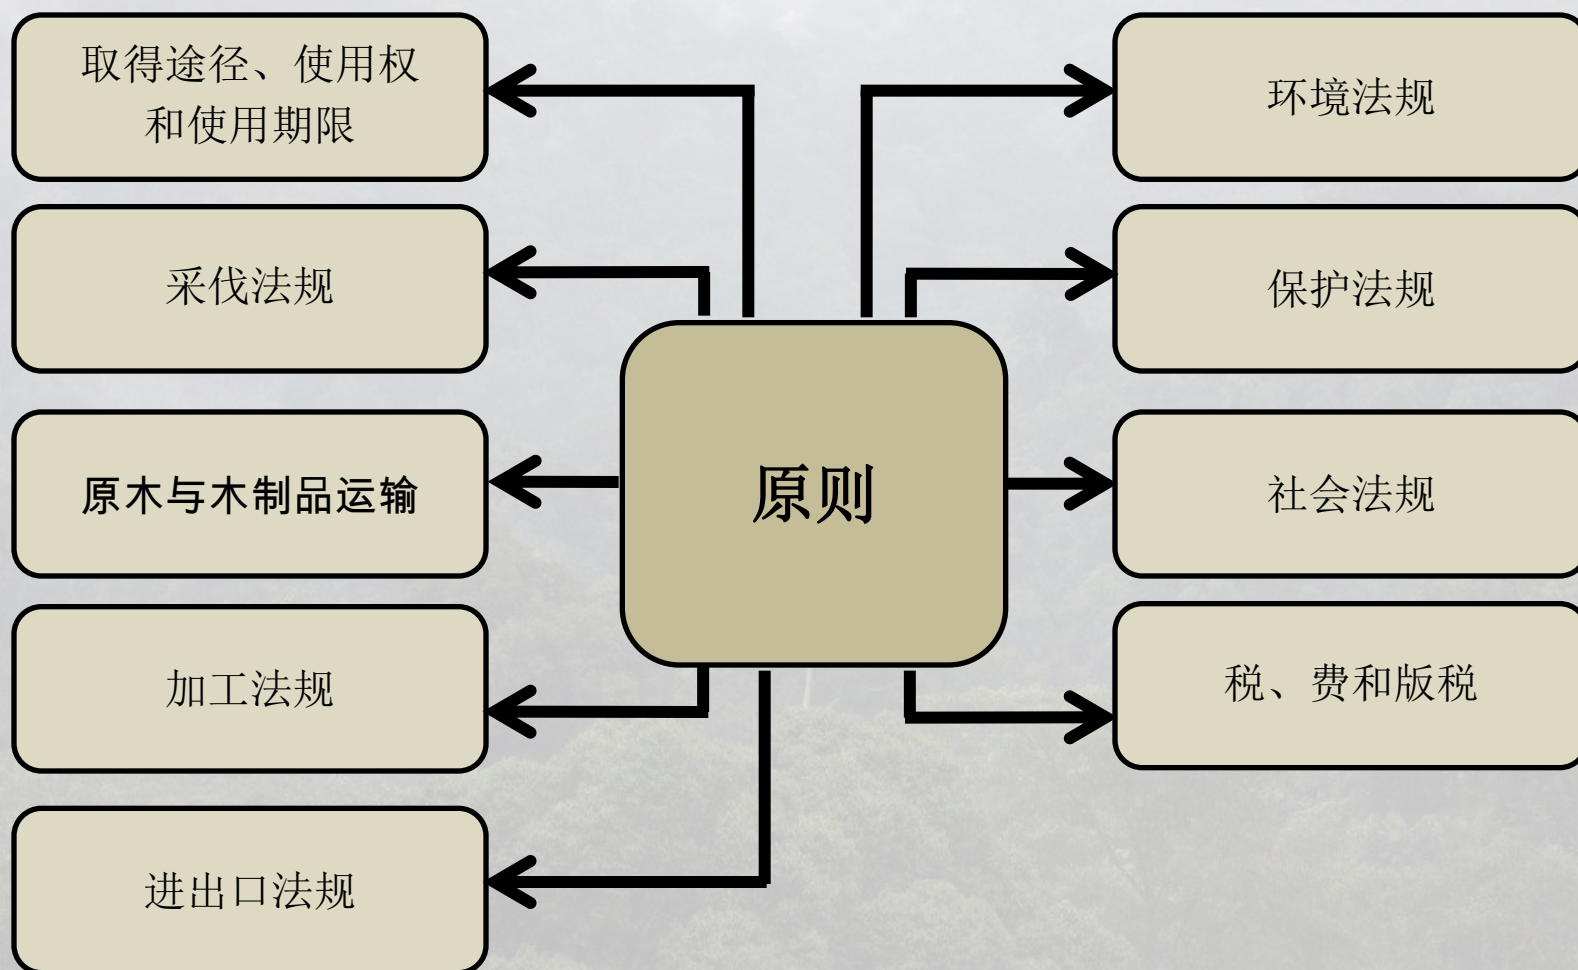 取得途径、使用权
和使用期限
采伐法规
原木与木制品运输
加工法规
进出口法规
原则
环境法规
保护法规
社会法规
税、费和版税